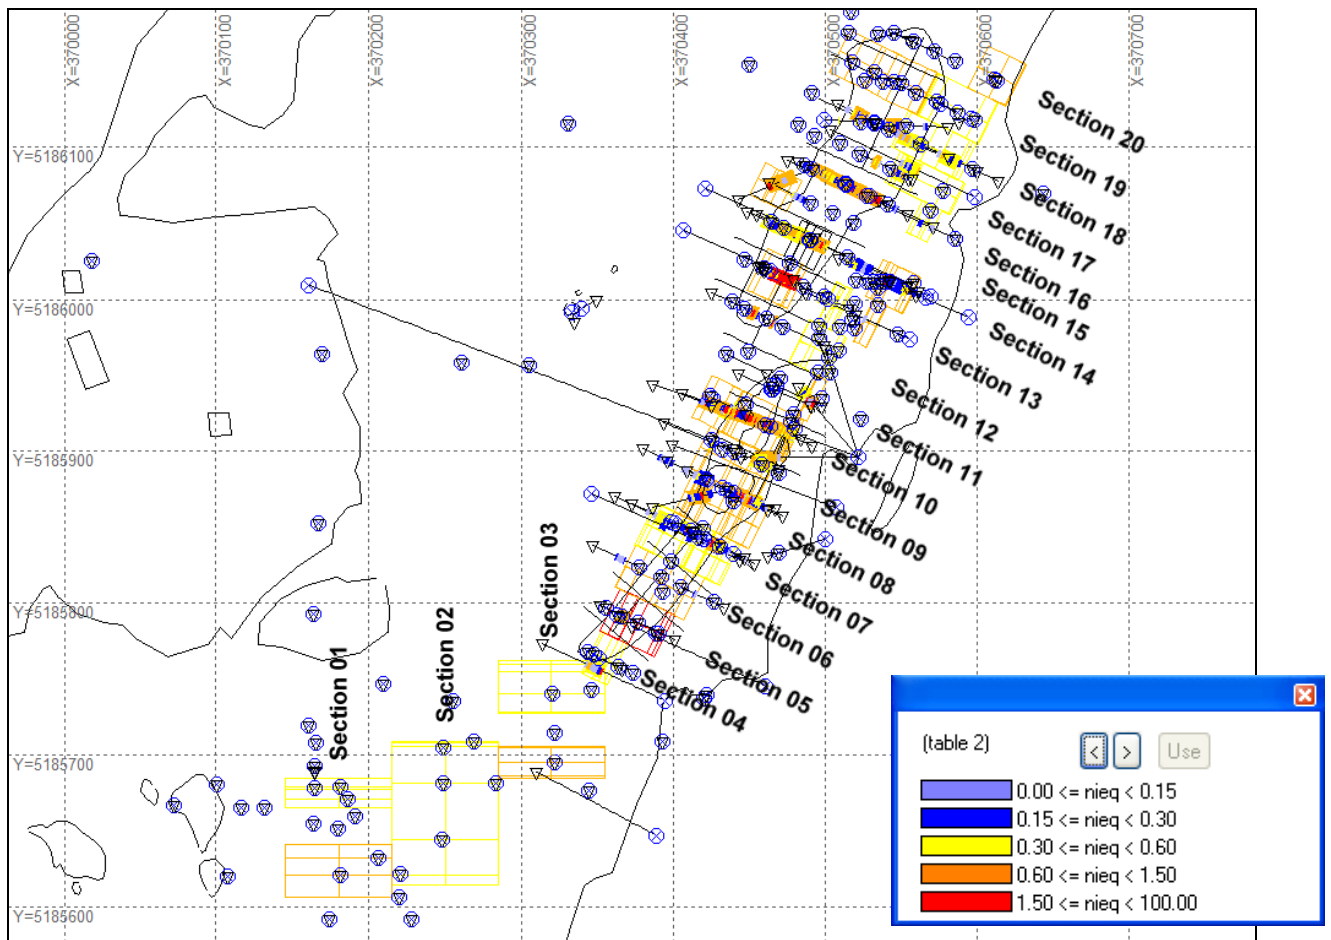 X=370000
X=370100
X=370200
X=370300
X=370400
X=370500
X=370600
X=370700
Y=5186100
Y=5186000
Y=5185900
Y=5185800
Y=5185700
Y=5185600
Section 20
Section 19
Section 18
Section 17
Section 16
Section 15
Section 14
Section 13
Section 12
Section 11
Section 10
Section 09
Section 08
Section 07
Section 06
Section 05
Section 04
Section 03
Section 02
Section 01
(table 2)
< > Use
0.00 <= nieq < 0.15
0.15 <= nieq < 0.30
0.30 <= nieq < 0.60
0.60 <= nieq < 1.50
1.50 <= nieq < 100.00